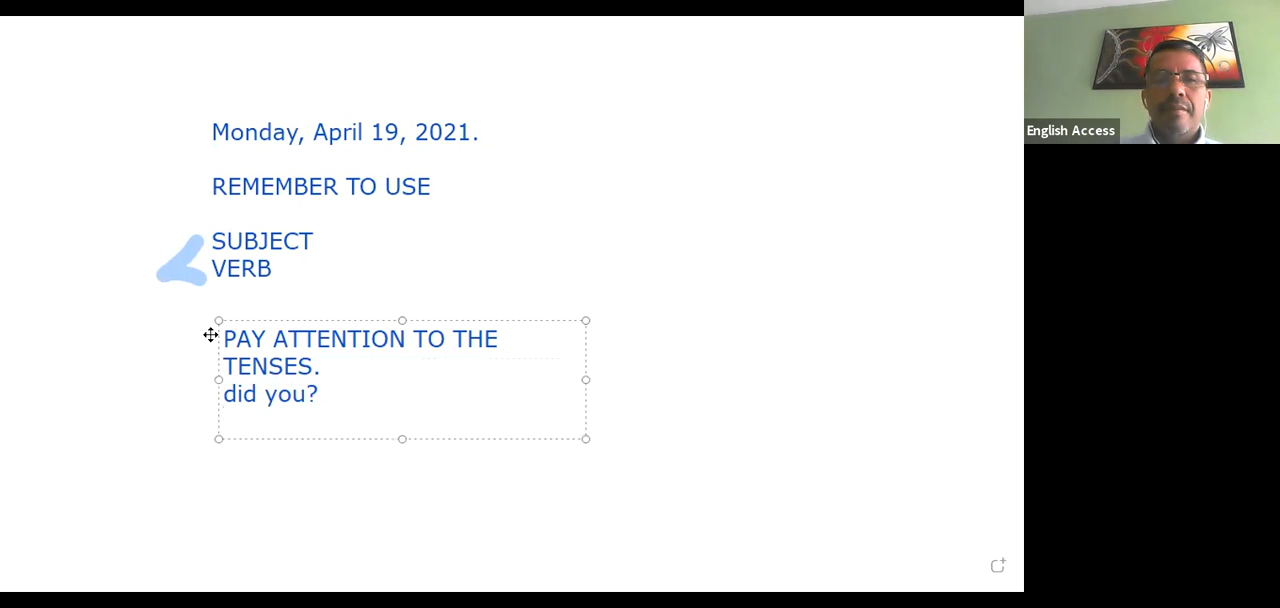 Monday, April 19, 2021.
REMEMBER TO USE
SUBJECT
VERB
PAY ATTENTION TO THE
TENSES.
did you?
English Access